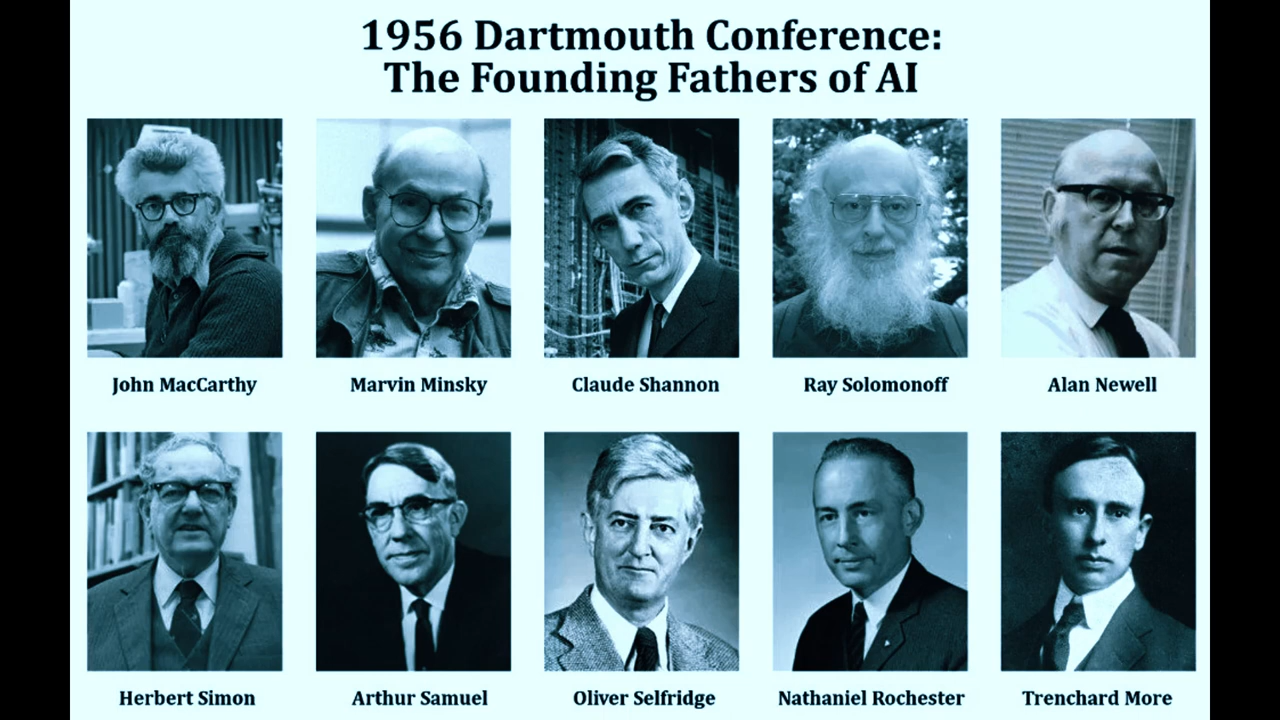 1956 Dartmouth Conference:
The Founding Fathers of AI
John MacCarthy
Marvin Minsky
Claude Shannon
Ray Solomonoff
Alan Newell
Herbert Simon
Arthur Samuel
Oliver Selfridge
Nathaniel Rochester
Trenchard More